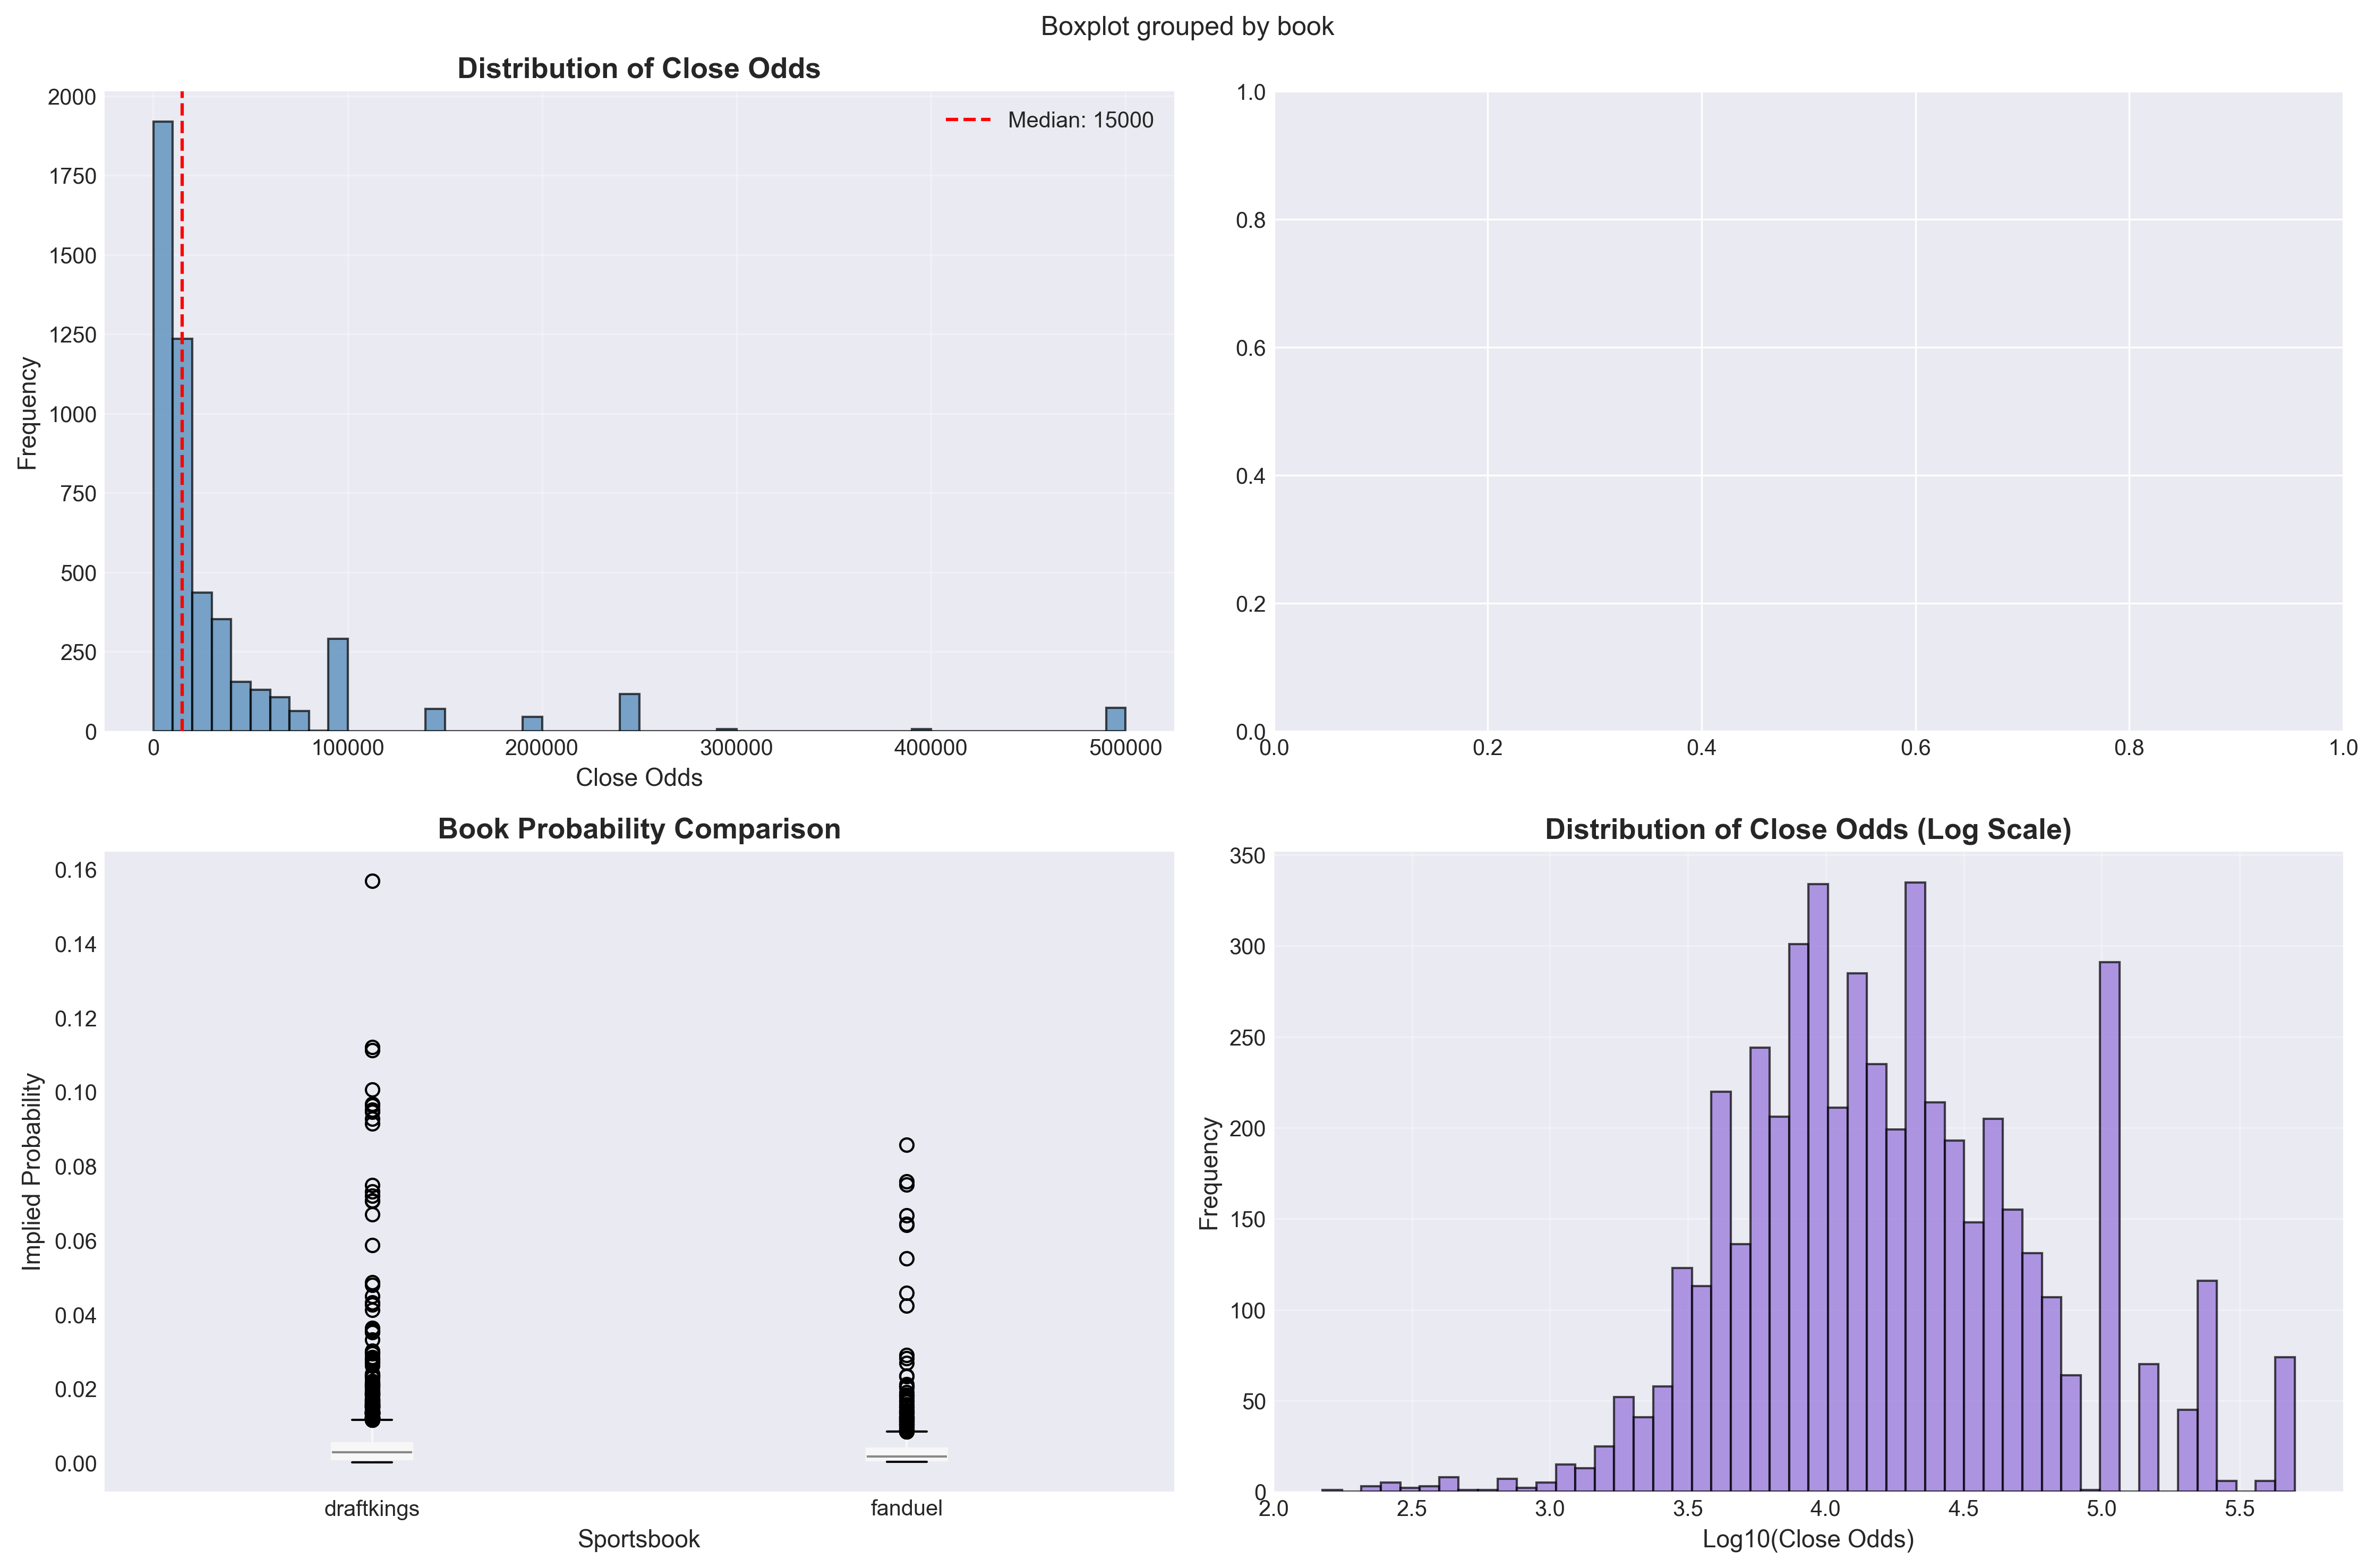 Boxplot grouped by book
Distribution of Close Odds
2000
1750
1500
1250
1000
750
500
250
0
Frequency
Median: 15000
0 100000 200000 300000 400000 500000
Close Odds
1.0
0.8
0.6
0.4
0.2
0.0
0.0 0.2 0.4 0.6 0.8 1.0
Book Probability Comparison
0.16
0.14
0.12
0.10
0.08
0.06
0.04
0.02
0.00
Implied Probability
draftkings fanduel
Sportsbook
Distribution of Close Odds (Log Scale)
350
300
250
200
150
100
50
0
Frequency
2.0 2.5 3.0 3.5 4.0 4.5 5.0 5.5
Log10(Close Odds)